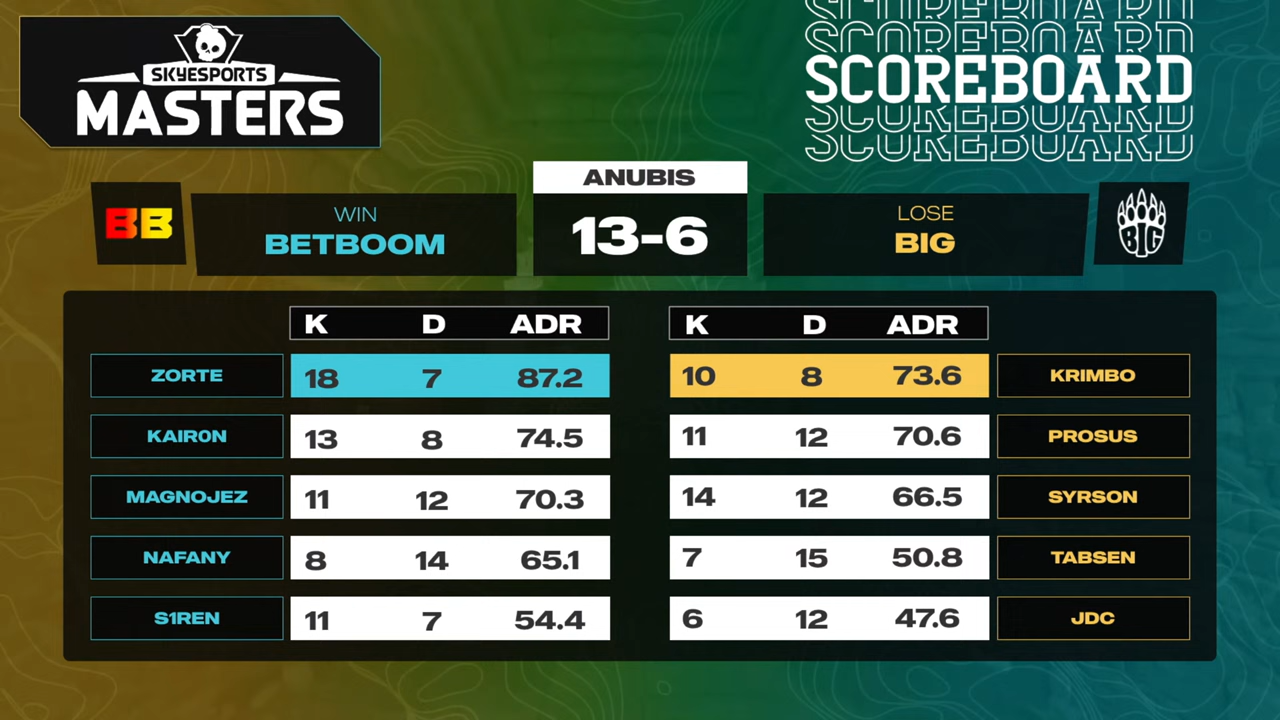 SCOREBOARD
SCOREBOARD
SCOREBOARD
SCOREBOARD
SCOREBOARD
SKYESPORTS
MASTERS
ANUBIS
BB
WIN
BETBOOM
13-6
LOSE
BIG
BIG
K D ADR K D ADR
ZORTE 18 7 87.2 10 8 73.6 KRIMBO
KAIR0N 13 8 74.5 11 12 70.6 PROSUS
MAGNOJEZ 11 12 70.3 14 12 66.5 SYRSON
NAFANY 8 14 65.1 7 15 50.8 TABSEN
S1REN 11 7 54.4 6 12 47.6 JDC